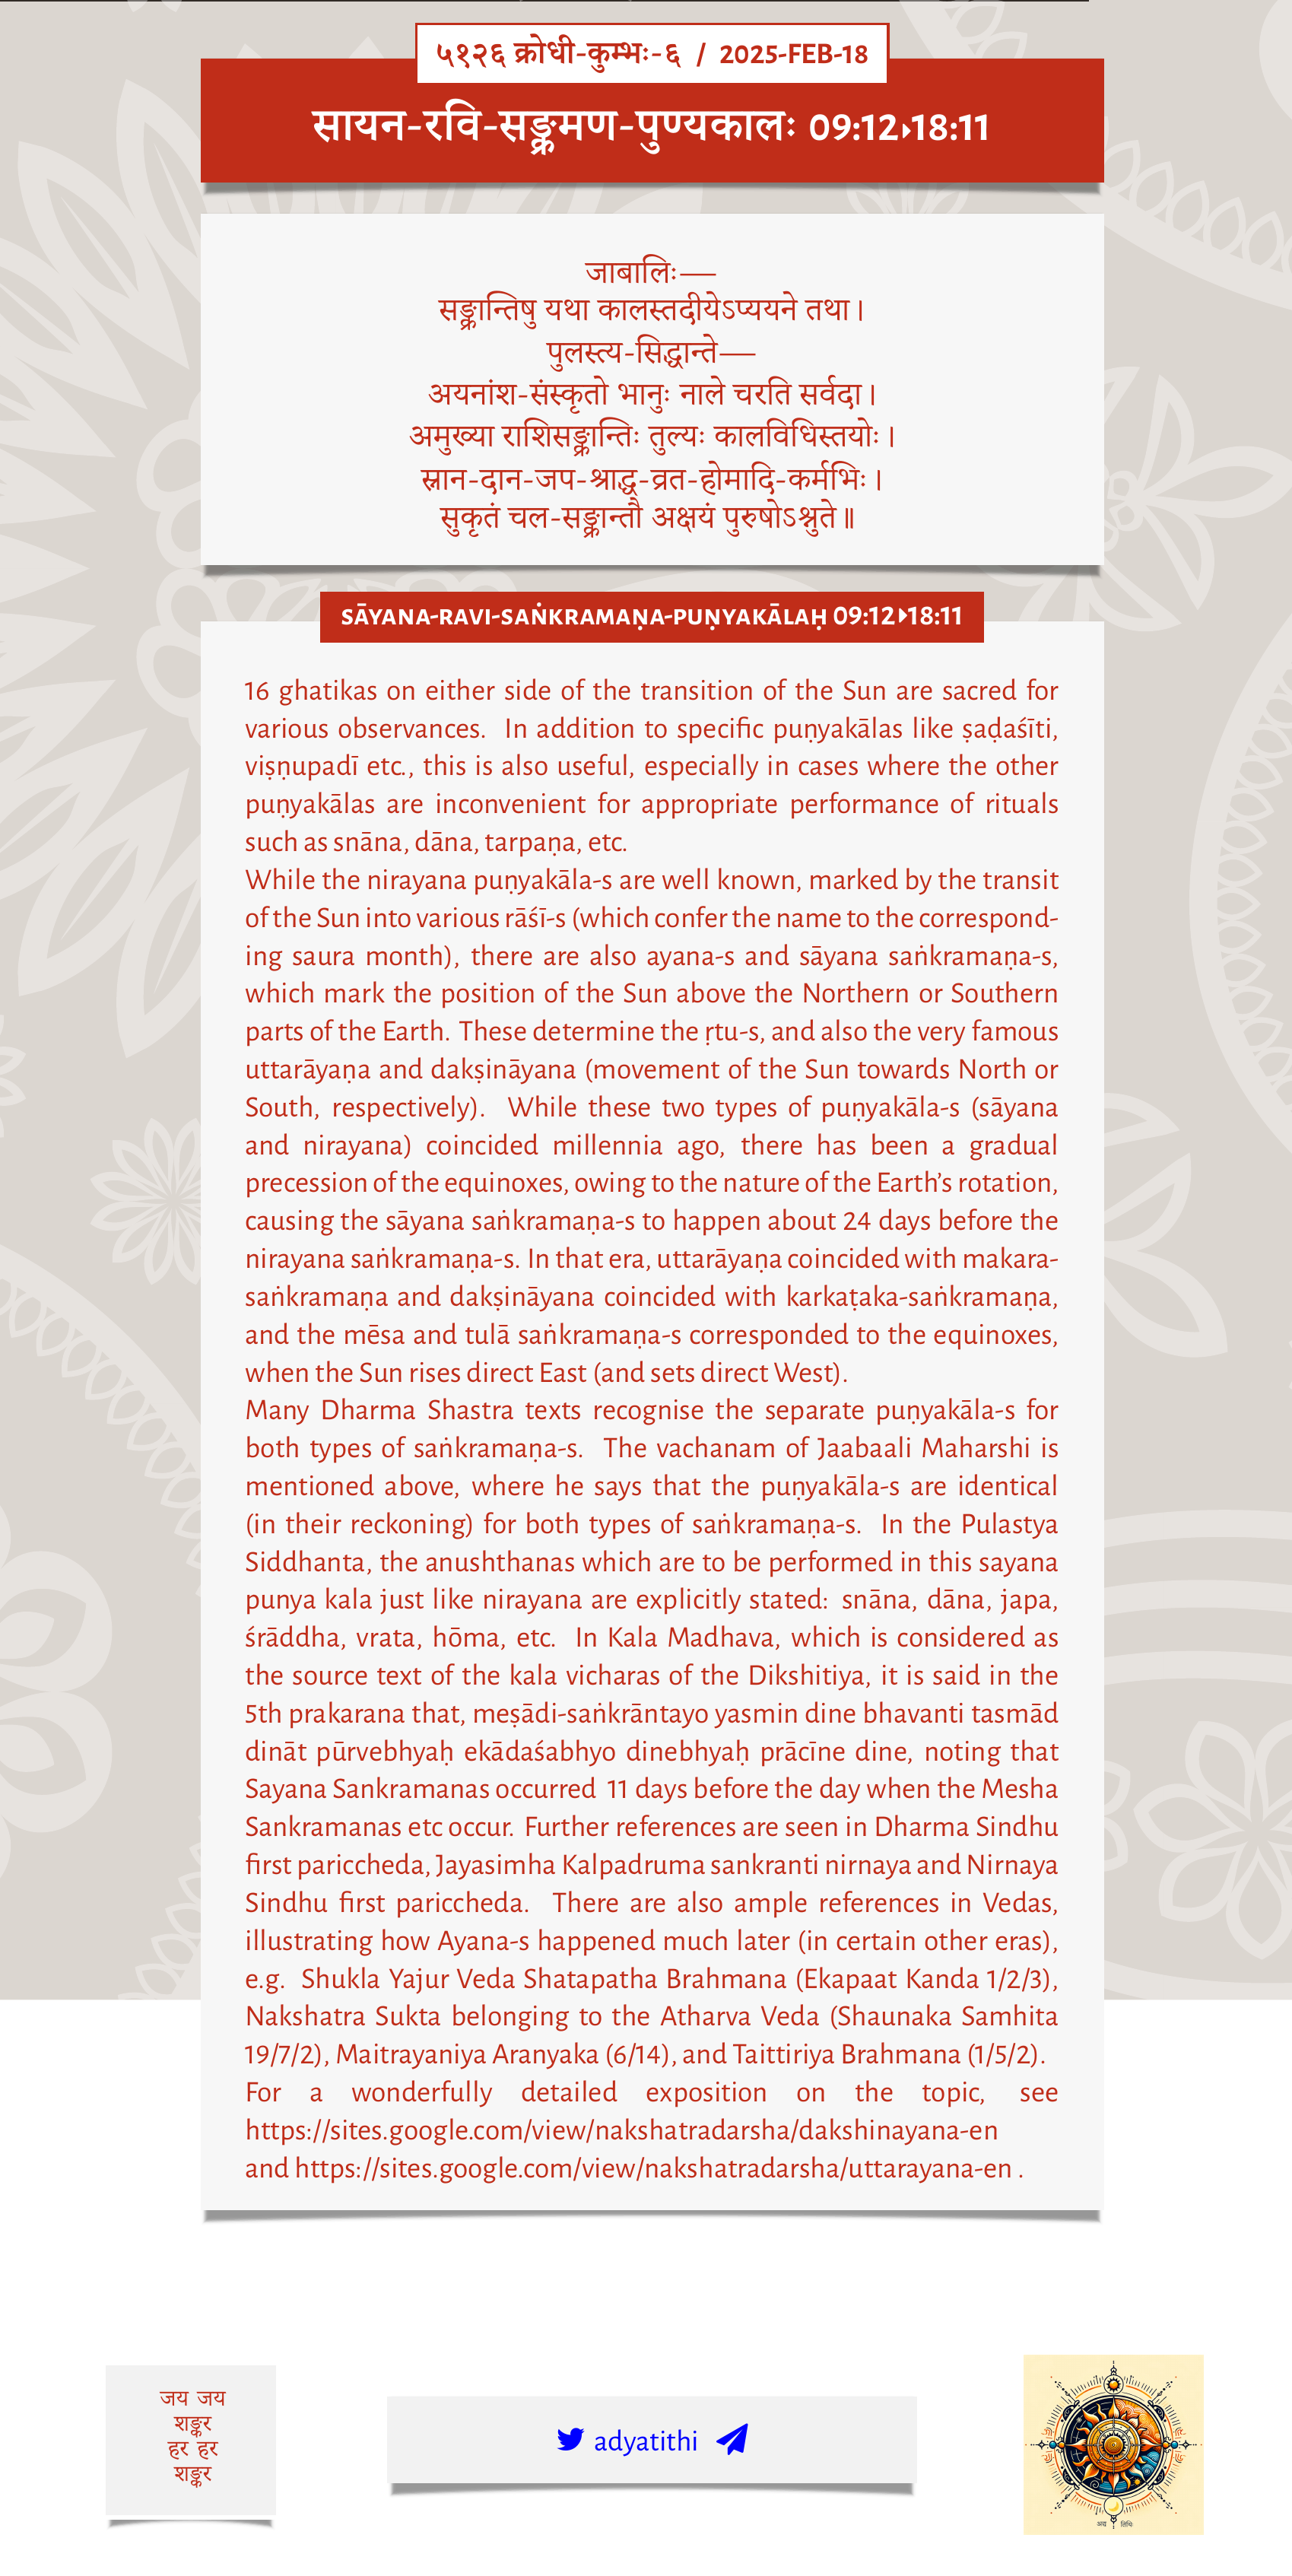 ५१२६ क्रोधी-कुम्भः-६ / 2025-FEB-18
सायन-रवि-सङ्क्रमण-पुण्यकालः 09:12▸18:11
जाबालिः—
सङ्क्रान्तिषु यथा कालस्तदीयेऽप्ययने तथा।
पुलस्त्य-सिद्धान्ते—
अयनांश-संस्कृतो भानुः नाले चरति सर्वदा।
अमुख्या राशिसङ्क्रान्तिः तुल्यः कालविधिस्तयोः।
स्नान-दान-जप-श्राद्ध-व्रत-होमादि-कर्मभिः।
सुकृतं चल-सङ्क्रान्तौ अक्षयं पुरुषोऽश्नुते॥
SĀYANA-RAVI-SAṄKRAMAṆA-PUṆYAKĀLAḤ 09:12▸18:11
16 ghatikas on either side of the transition of the Sun are sacred for
various observances. In addition to specific puṇyakālas like ṣaḍaśīti,
viṣṇupadī etc., this is also useful, especially in cases where the other
puṇyakālas are inconvenient for appropriate performance of rituals
such as snāna, dāna, tarpaṇa, etc.
While the nirayana puṇyakāla-s are well known, marked by the transit
of the Sun into various rāśī-s (which confer the name to the correspond-
ing saura month), there are also ayana-s and sāyana saṅkramaṇa-s,
which mark the position of the Sun above the Northern or Southern
parts of the Earth. These determine the ṛtu-s, and also the very famous
uttarāyaṇa and dakṣināyana (movement of the Sun towards North or
South, respectively). While these two types of puṇyakāla-s (sāyana
and nirayana) coincided millennia ago, there has been a gradual
precession of the equinoxes, owing to the nature of the Earth’s rotation,
causing the sāyana saṅkramaṇa-s to happen about 24 days before the
nirayana saṅkramaṇa-s. In that era, uttarāyaṇa coincided with makara-
saṅkramaṇa and dakṣināyana coincided with karkaṭaka-saṅkramaṇa,
and the mēsa and tulā saṅkramaṇa-s corresponded to the equinoxes,
when the Sun rises direct East (and sets direct West).
Many Dharma Shastra texts recognise the separate puṇyakāla-s for
both types of saṅkramaṇa-s. The vachanam of Jaabaali Maharshi is
mentioned above, where he says that the puṇyakāla-s are identical
(in their reckoning) for both types of saṅkramaṇa-s. In the Pulastya
Siddhanta, the anushthanas which are to be performed in this sayana
punya kala just like nirayana are explicitly stated: snāna, dāna, japa,
śrāddha, vrata, hōma, etc. In Kala Madhava, which is considered as
the source text of the kala vicharas of the Dikshitiya, it is said in the
5th prakarana that, meṣādi-saṅkrāntayo yasmin dine bhavanti tasmād
dināt pūrvebhyaḥ ekādaśabhyo dinebhyaḥ prācīne dine, noting that
Sayana Sankramanas occurred 11 days before the day when the Mesha
Sankramanas etc occur. Further references are seen in Dharma Sindhu
first pariccheda, Jayasimha Kalpadruma sankranti nirnaya and Nirnaya
Sindhu first pariccheda. There are also ample references in Vedas,
illustrating how Ayana-s happened much later (in certain other eras),
e.g. Shukla Yajur Veda Shatapatha Brahmana (Ekapaat Kanda 1/2/3),
Nakshatra Sukta belonging to the Atharva Veda (Shaunaka Samhita
19/7/2), Maitrayaniya Aranyaka (6/14), and Taittiriya Brahmana (1/5/2).
For a wonderfully detailed exposition on the topic, see
https://sites.google.com/view/nakshatradarsha/dakshinayana-en
and https://sites.google.com/view/nakshatradarsha/uttarayana-en .
जय जय
शङ्कर
हर हर
शङ्कर
adyatithi
अद्य तिथिः